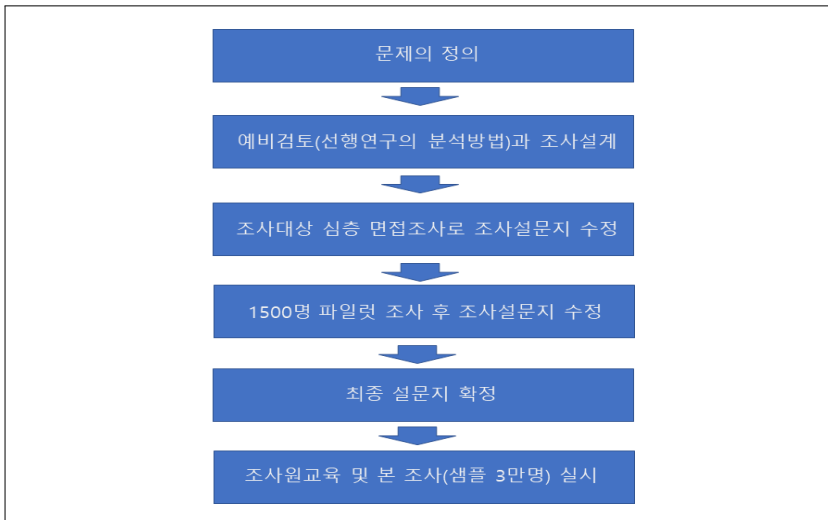 문제의 정의
예비검토(선행연구의 분석방법)과 조사설계
조사대상 심층 면접조사로 조사설문지 수정
1500명 파일럿 조사 후 조사설문지 수정
최종 설문지 확정
조사원교육 및 본 조사(샘플 3만명) 실시